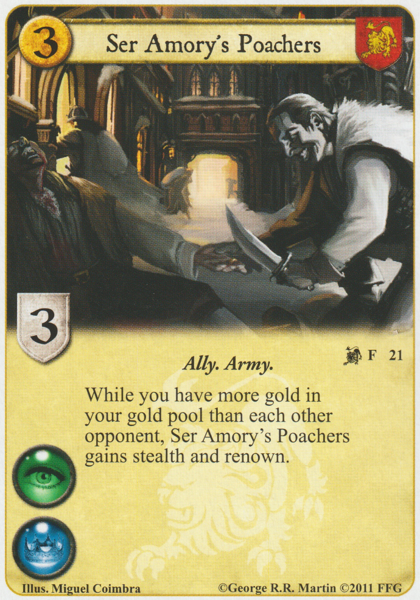 3
Ser Amory's Poachers
3
Ally. Army.
F 21
While you have more gold in
your gold pool than each other
opponent, Ser Amory's Poachers
gains stealth and renown.
Illus. Miguel Coimbra
©George R.R. Martin ©2011 FFG